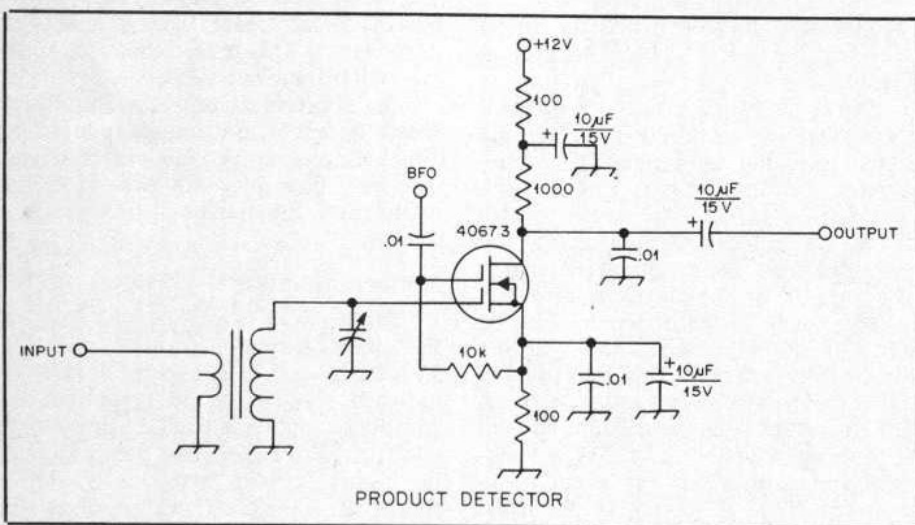 +12V
100
+ 10µF
15V
1000
BFO
10µF
+ 15V
40673
.01
OUTPUT
.01
INPUT
10k
.01
+ 10µF
15V
100
PRODUCT DETECTOR